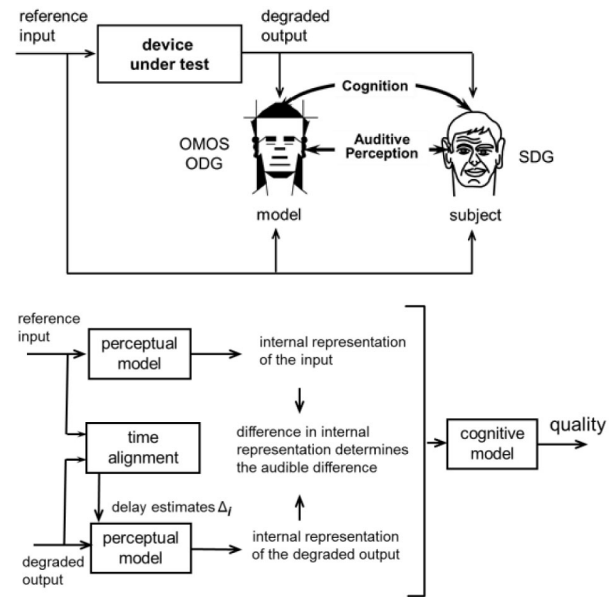 reference
input
degraded
output
device
under test
Cognition
OMOS
ODG
Auditive
Perception
SDG
model
subject
reference
input
perceptual
model
internal representation
of the input
time
alignment
difference in internal
representation determines
the audible difference
cognitive
model
quality
delay estimates Δi
perceptual
model
internal representation
of the degraded output
degraded
output